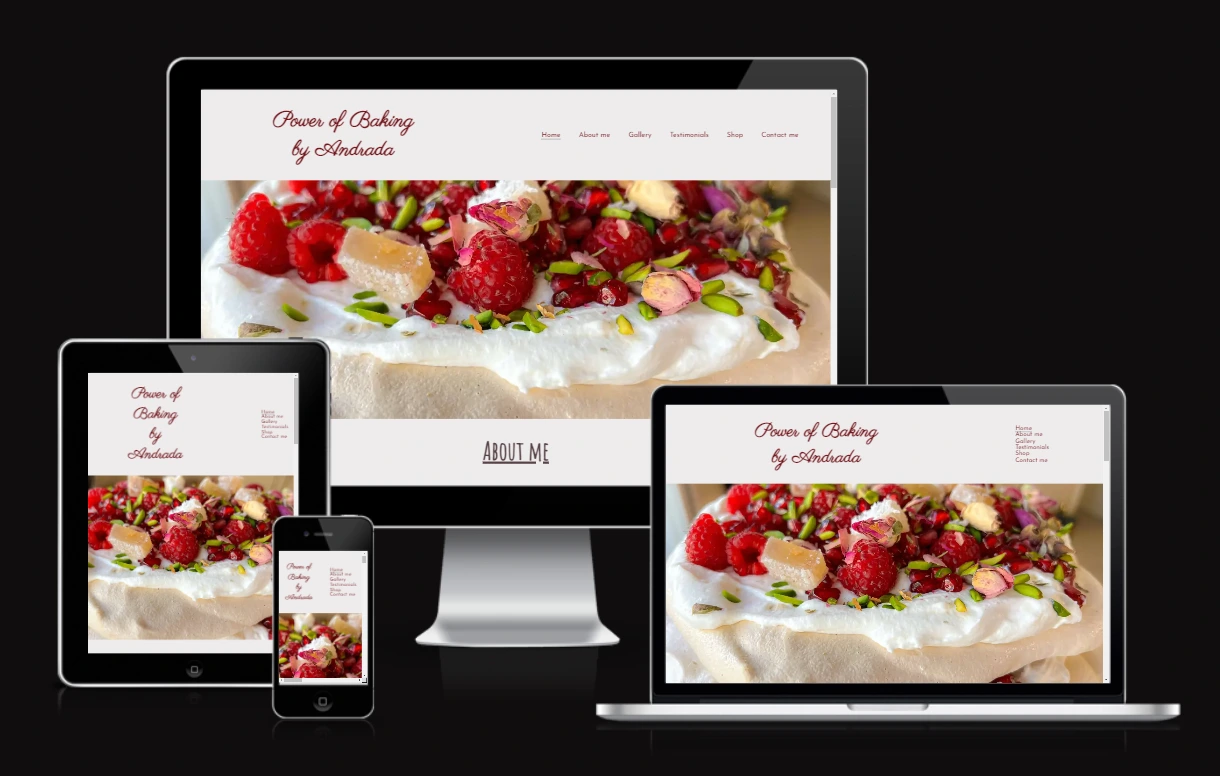 Power of Baking
by Andrada
Home About me Gallery Testimonials Shop Contact me
About me
Power of
Baking
by
Andrada
Home
About me
Gallery
Testimonials
Shop
Contact me
Power of
Baking
by
Andrada
Home
About me
Gallery
Testimonials
Shop
Contact me
Power of Baking
by Andrada
Home
About me
Gallery
Testimonials
Shop
Contact me